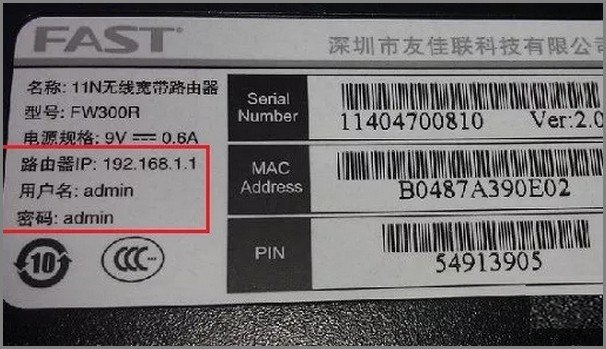 FAST
深圳市友佳联科技有限公司
名称: 11N无线宽带路由器
型号: FW300R
电源规格: 9V 0.6A
路由器IP: 192.168.1.1
用户名: admin
密码: admin
10
CCC
Serial Number
11404700810 Ver:2.0
MAC Address
B0487A390E02
PIN
54913905